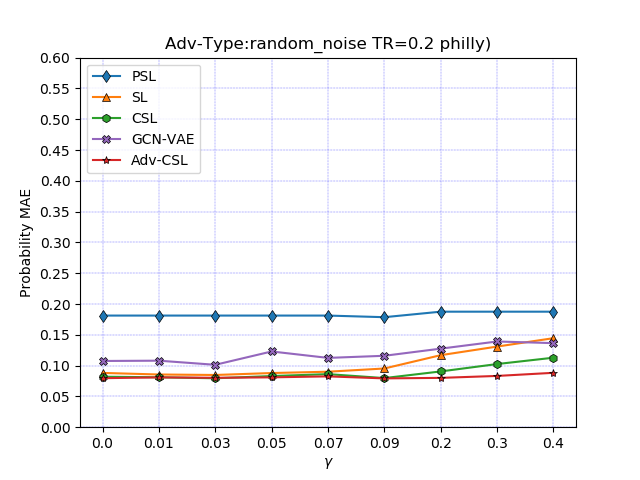 Adv-Type:random_noise TR=0.2 philly)
Probability MAE
0.60
0.55
0.50
0.45
0.40
0.35
0.30
0.25
0.20
0.15
0.10
0.05
0.00
PSL
SL
CSL
GCN-VAE
Adv-CSL
0.0 0.01 0.03 0.05 0.07 0.09 0.2 0.3 0.4
γ